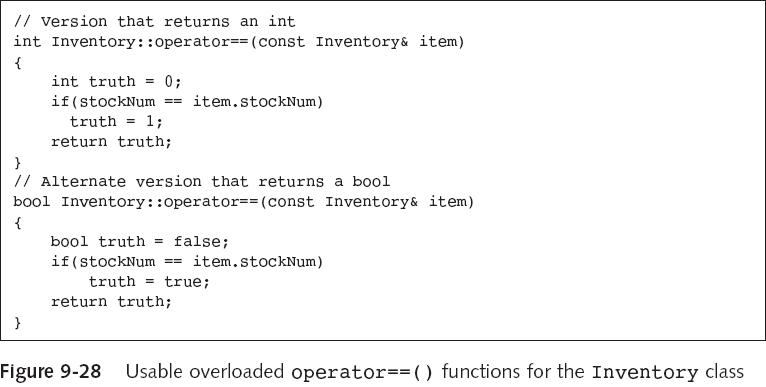 // Version that returns an int
int Inventory::operator==(const Inventory& item)
{
    int truth = 0;
    if(stockNum == item.stockNum)
      truth = 1;
    return truth;
}
// Alternate version that returns a bool
bool Inventory::operator==(const Inventory& item)
{
    bool truth = false;
    if(stockNum == item.stockNum)
        truth = true;
    return truth;
}
Figure 9-28 Usable overloaded operator==() functions for the Inventory class